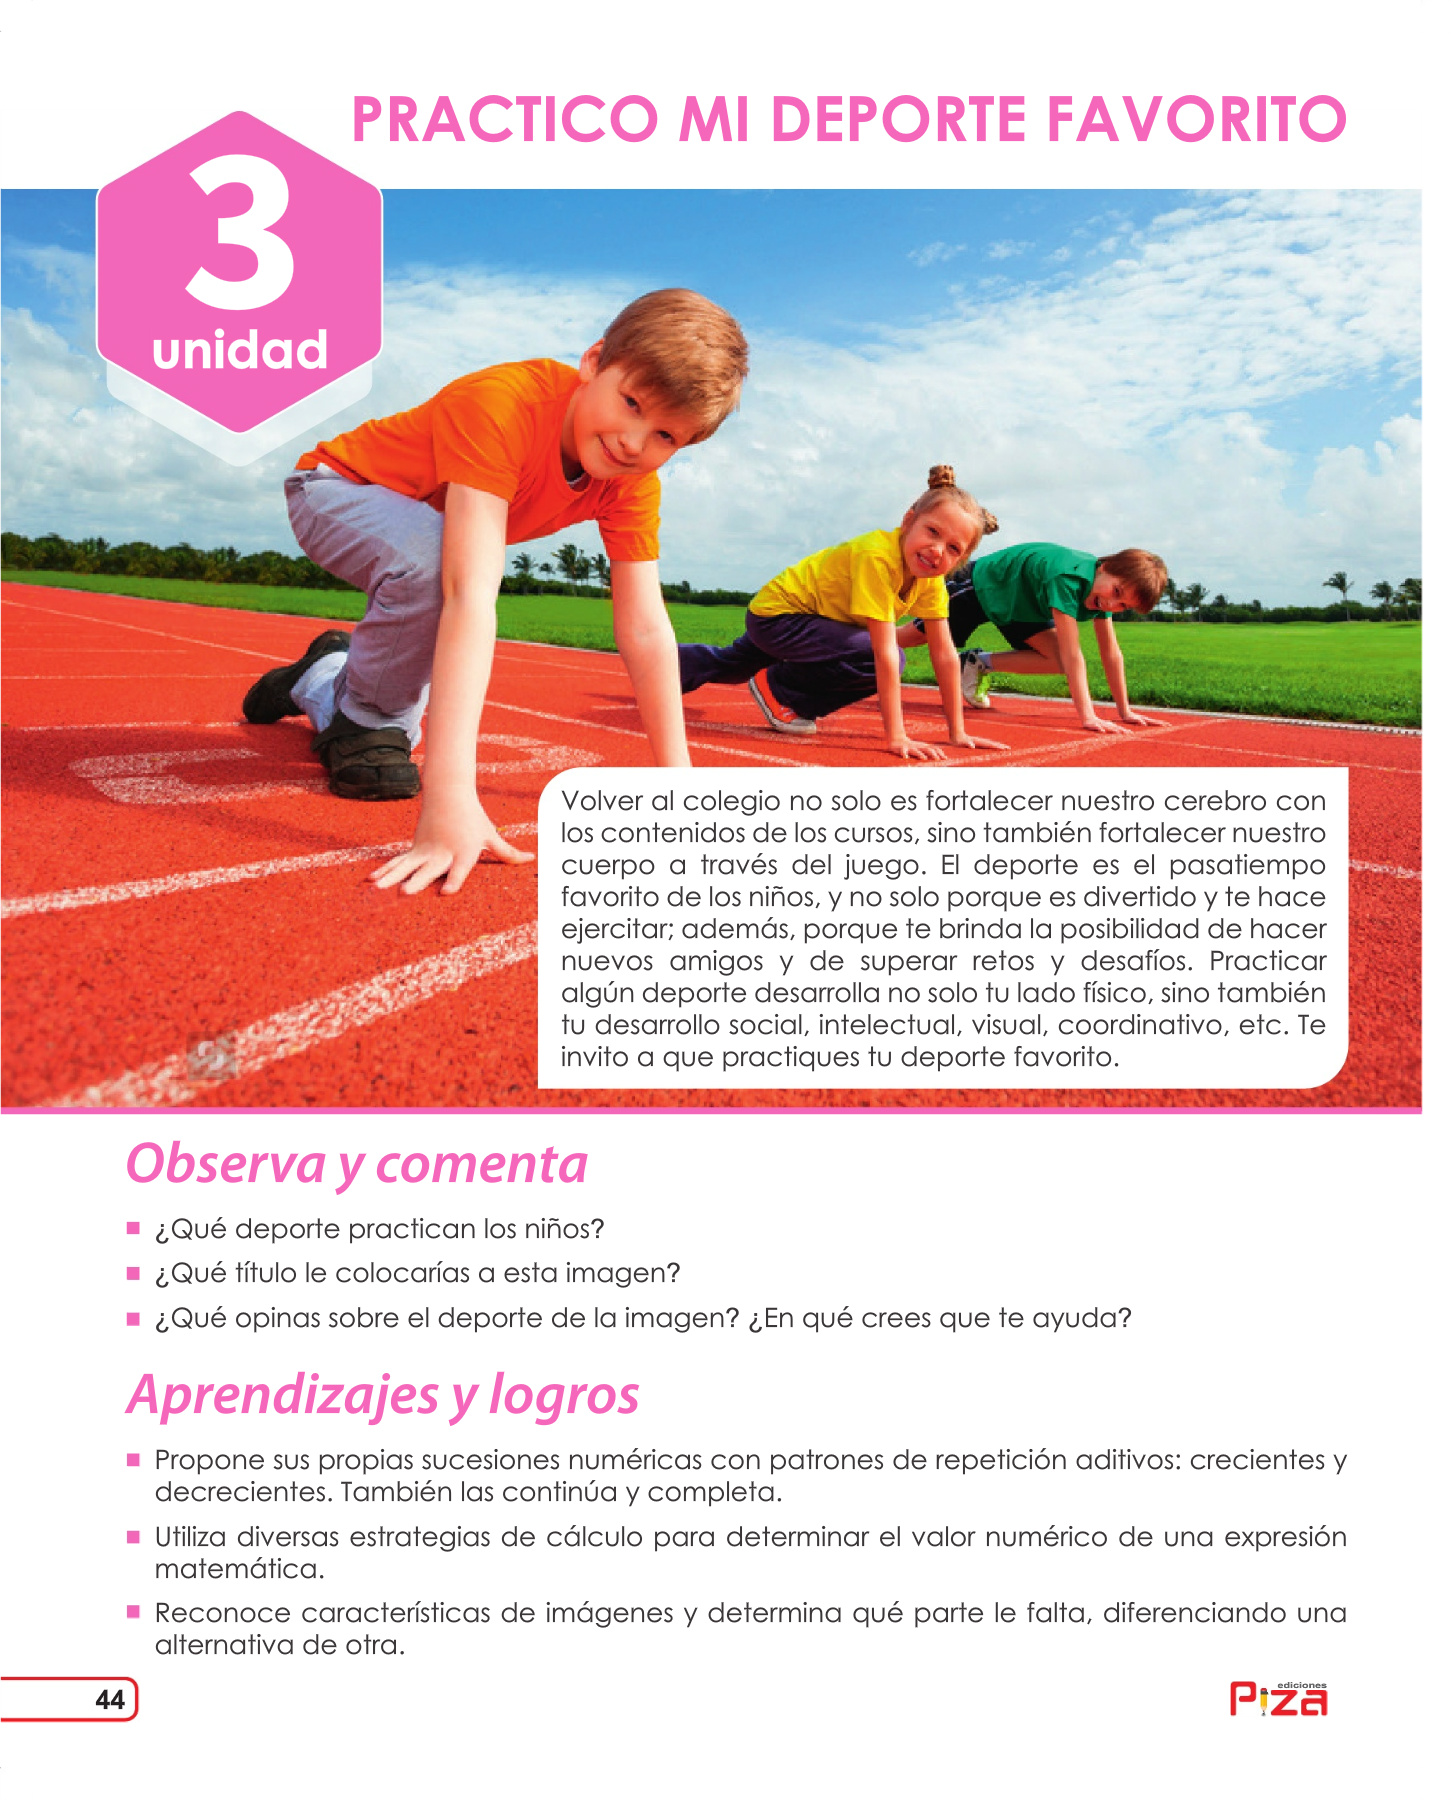 PRACTICO MI DEPORTE FAVORITO
3
unidad
Volver al colegio no solo es fortalecer nuestro cerebro con
los contenidos de los cursos, sino también fortalecer nuestro
cuerpo a través del juego. El deporte es el pasatiempo
favorito de los niños, y no solo porque es divertido y te hace
ejercitar; además, porque te brinda la posibilidad de hacer
nuevos amigos y de superar retos y desafíos. Practicar
algún deporte desarrolla no solo tu lado físico, sino también
tu desarrollo social, intelectual, visual, coordinativo, etc. Te
invito a que practiques tu deporte favorito.
Observa y comenta
¿Qué deporte practican los niños?
¿Qué título le colocarías a esta imagen?
¿Qué opinas sobre el deporte de la imagen? ¿En qué crees que te ayuda?
Aprendizajes y logros
Propone sus propias sucesiones numéricas con patrones de repetición aditivos: crecientes y
decrecientes. También las continúa y completa.
Utiliza diversas estrategias de cálculo para determinar el valor numérico de una expresión
matemática.
Reconoce características de imágenes y determina qué parte le falta, diferenciando una
alternativa de otra.
44
ediciones
Piza